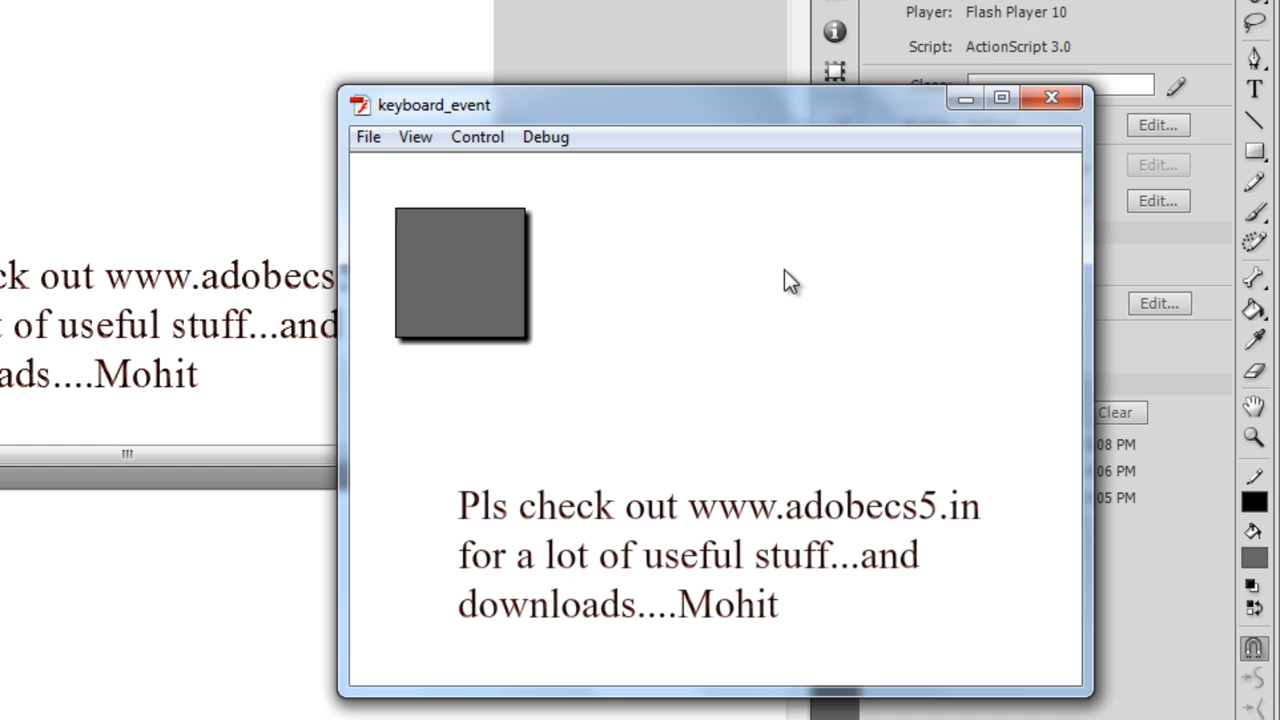 Player: Flash Player 10
Script: ActionScript 3.0
keyboard_event
Edit...
File View Control Debug
Edit...
Edit...
ck out www.adobecs
t of useful stuff...and
ads....Mohit
Edit...
Clear
08 PM
06 PM
05 PM
Pls check out www.adobecs5.in
for a lot of useful stuff...and
downloads....Mohit